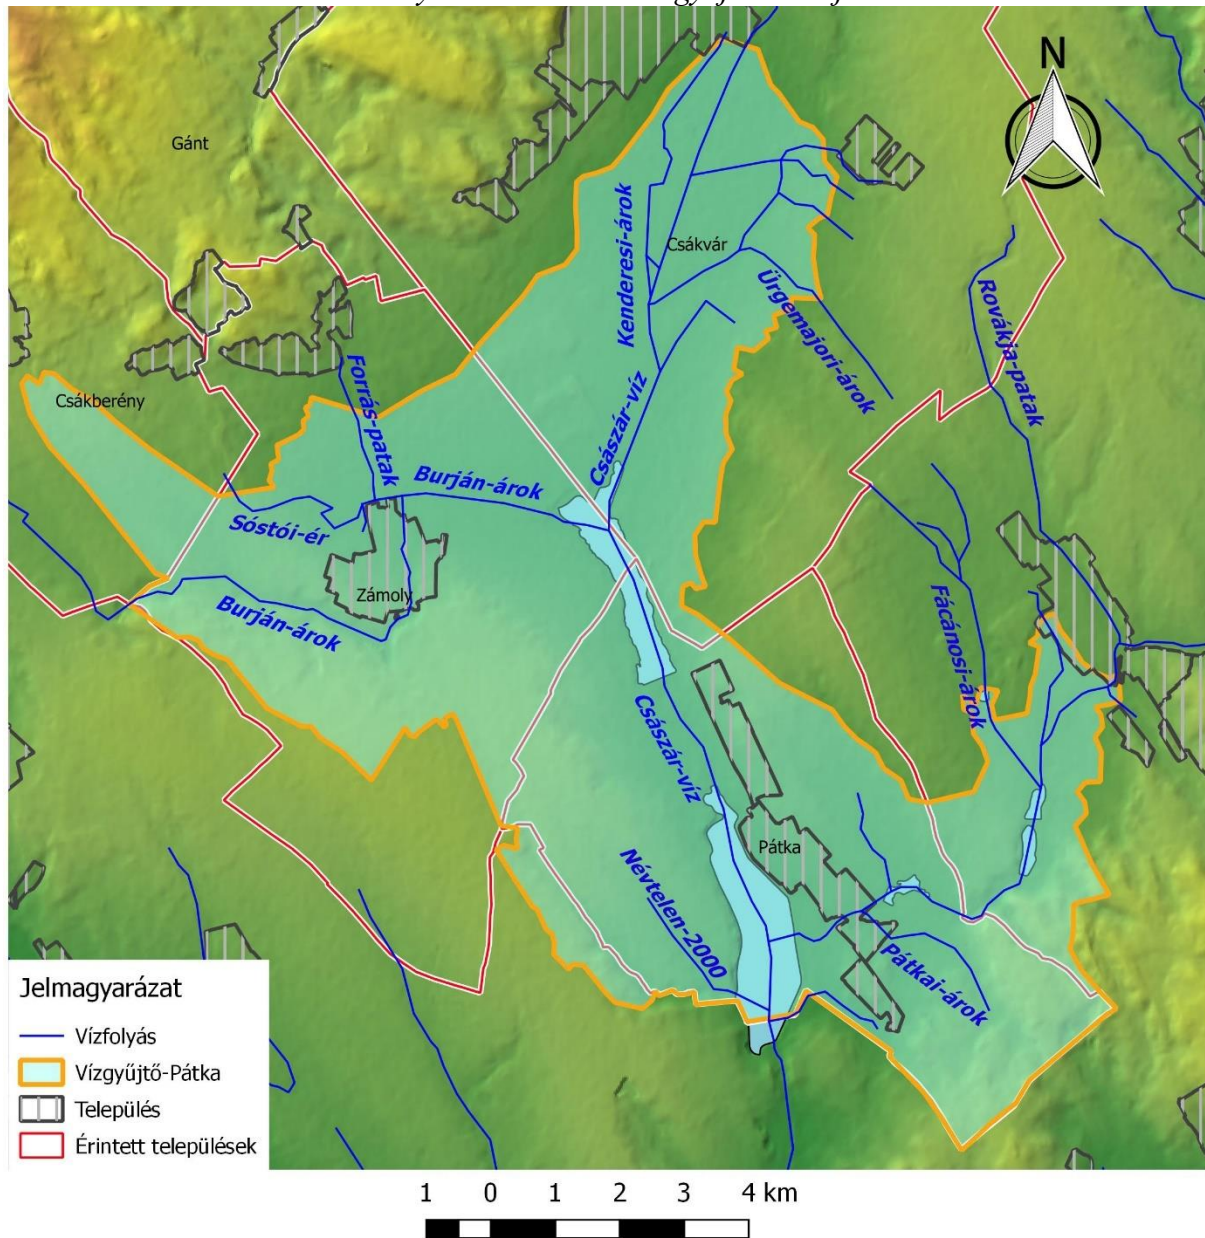 N
Gánt
Csákvár
Kenderesi-árok
Ürgemajori-árok
Rovákja-patak
Forrás-patak
Csákberény
Császár-víz
Burján-árok
Sóstói-ér
Zámoly
Burján-árok
Fácánosi-árok
Császár-víz
Pátka
Névtelen-2000
Pátkai-árok
Jelmagyarázat
Vízfolyás
Vízgyűjtő-Pátka
Település
Érintett települések
1 0 1 2 3 4 km